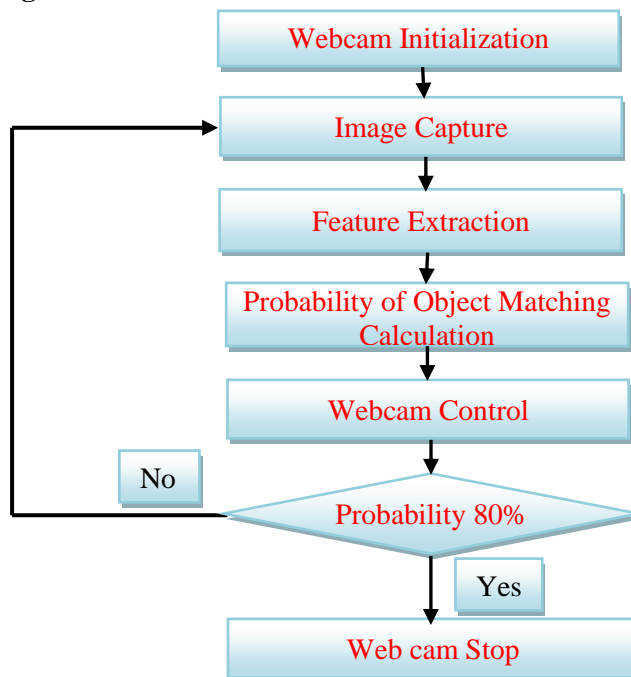 Webcam Initialization
Image Capture
Feature Extraction
Probability of Object Matching
Calculation
Webcam Control
No
Probability 80%
Yes
Web cam Stop